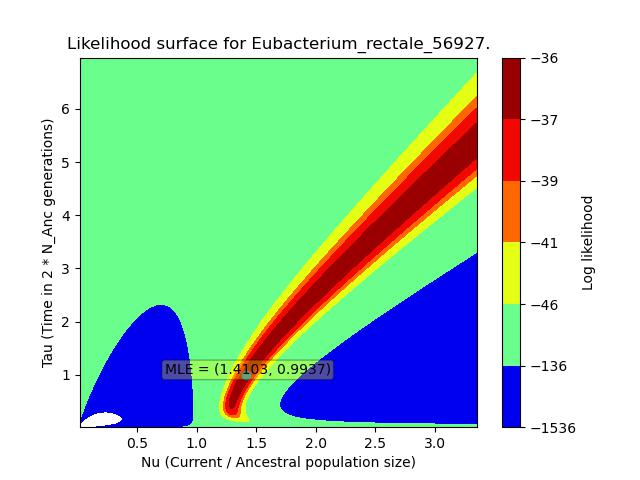 Likelihood surface for Eubacterium_rectale_56927.
Tau (Time in 2 * N_Anc generations)
6
5
4
3
2
1
MLE = (1.4103, 0.9937)
0.5 1.0 1.5 2.0 2.5 3.0
Nu (Current / Ancestral population size)
−36
−37
−39
−41
−46
−136
−1536
Log likelihood